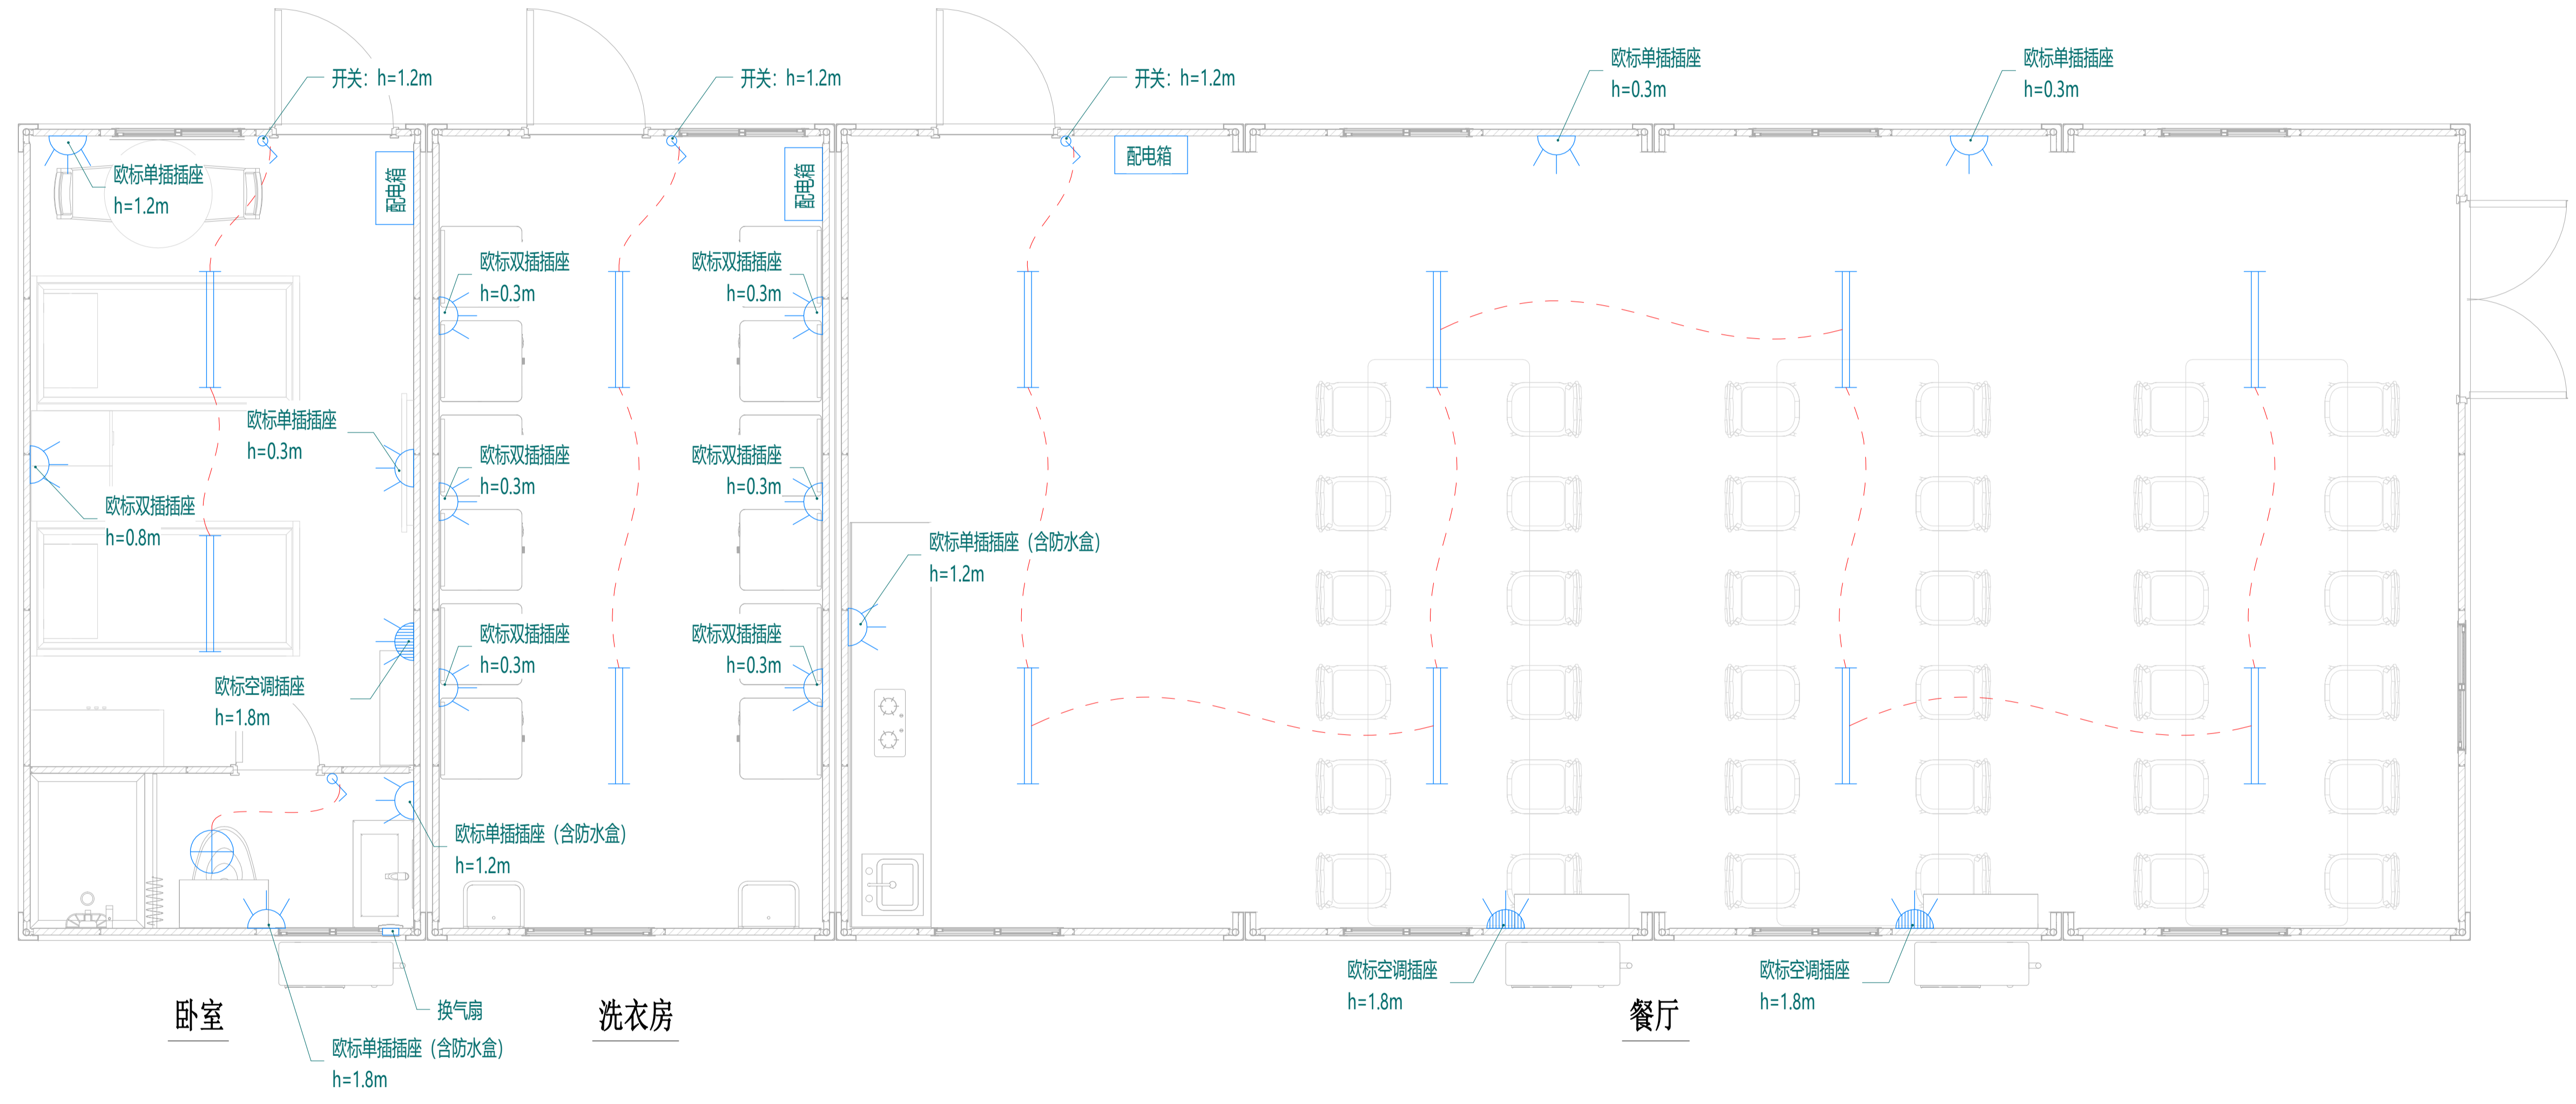 开关：h=1.2m
开关：h=1.2m
开关：h=1.2m
欧标单插插座
h=0.3m
欧标单插插座
h=0.3m
欧标单插插座
h=1.2m
配电箱
配电箱
配电箱
欧标双插插座
h=0.3m
欧标双插插座
h=0.3m
欧标单插插座
h=0.3m
欧标双插插座
h=0.3m
欧标双插插座
h=0.3m
欧标双插插座
h=0.8m
欧标单插插座（含防水盒）
h=1.2m
欧标双插插座
h=0.3m
欧标双插插座
h=0.3m
欧标空调插座
h=1.8m
欧标单插插座（含防水盒）
h=1.2m
欧标空调插座
h=1.8m
欧标空调插座
h=1.8m
换气扇
欧标单插插座（含防水盒）
h=1.8m
卧室
洗衣房
餐厅